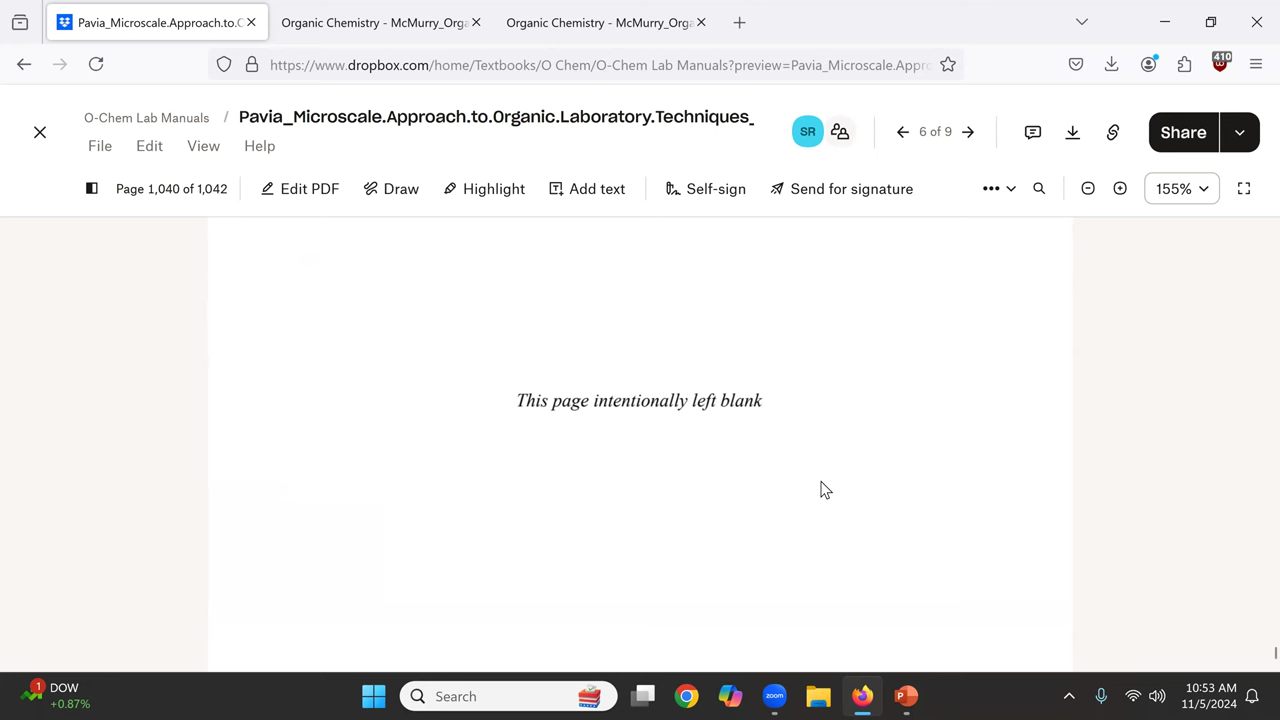 Pavia_Microscale.Approach.to.O
Organic Chemistry - McMurry_Orga
Organic Chemistry - McMurry_Orga
https://www.dropbox.com/home/Textbooks/O Chem/O-Chem Lab Manuals?preview=Pavia_Microscale.Appro
410
O-Chem Lab Manuals / Pavia_Microscale.Approach.to.Organic.Laboratory.Techniques_
File Edit View Help
SR
6 of 9
Share
Page 1,040 of 1,042
Edit PDF
Draw
Highlight
Add text
Self-sign
Send for signature
155%
This page intentionally left blank
1
DOW
+0.87%
Search
10:53 AM
11/5/2024